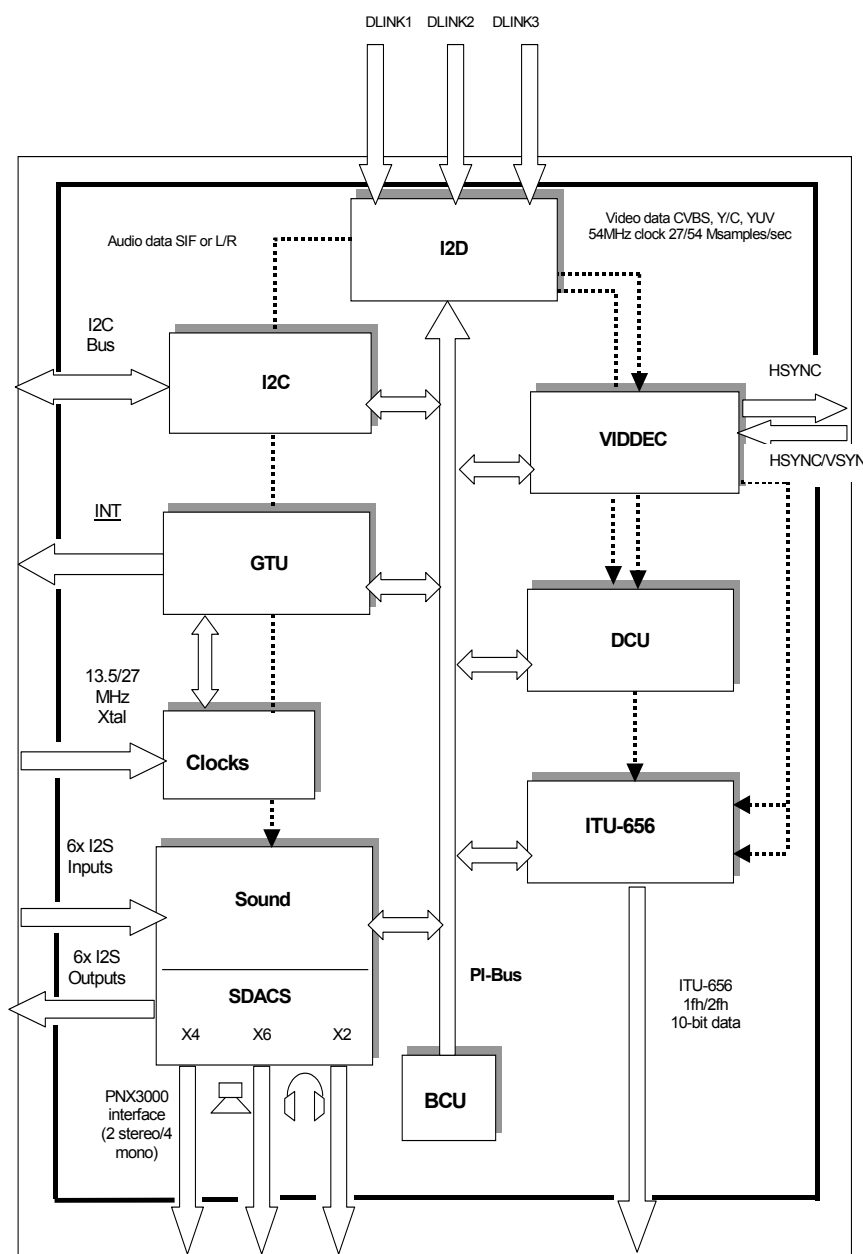 DLINK1 DLINK2 DLINK3
I2D
Audio data SIF or L/R
Video data CVBS, Y/C, YUV
54MHz clock 27/54 Msamples/sec
I2C
Bus
I2C
HSYNC
VIDDEC
HSYNC/VSYN
INT
GTU
DCU
13.5/27
MHz
Xtal
Clocks
ITU-656
6x I2S
Inputs
Sound
6x I2S
Outputs
SDACS
X4 X6 X2
PI-Bus
ITU-656
1fh/2fh
10-bit data
PNX3000
interface
(2 stereo/4
mono)
BCU